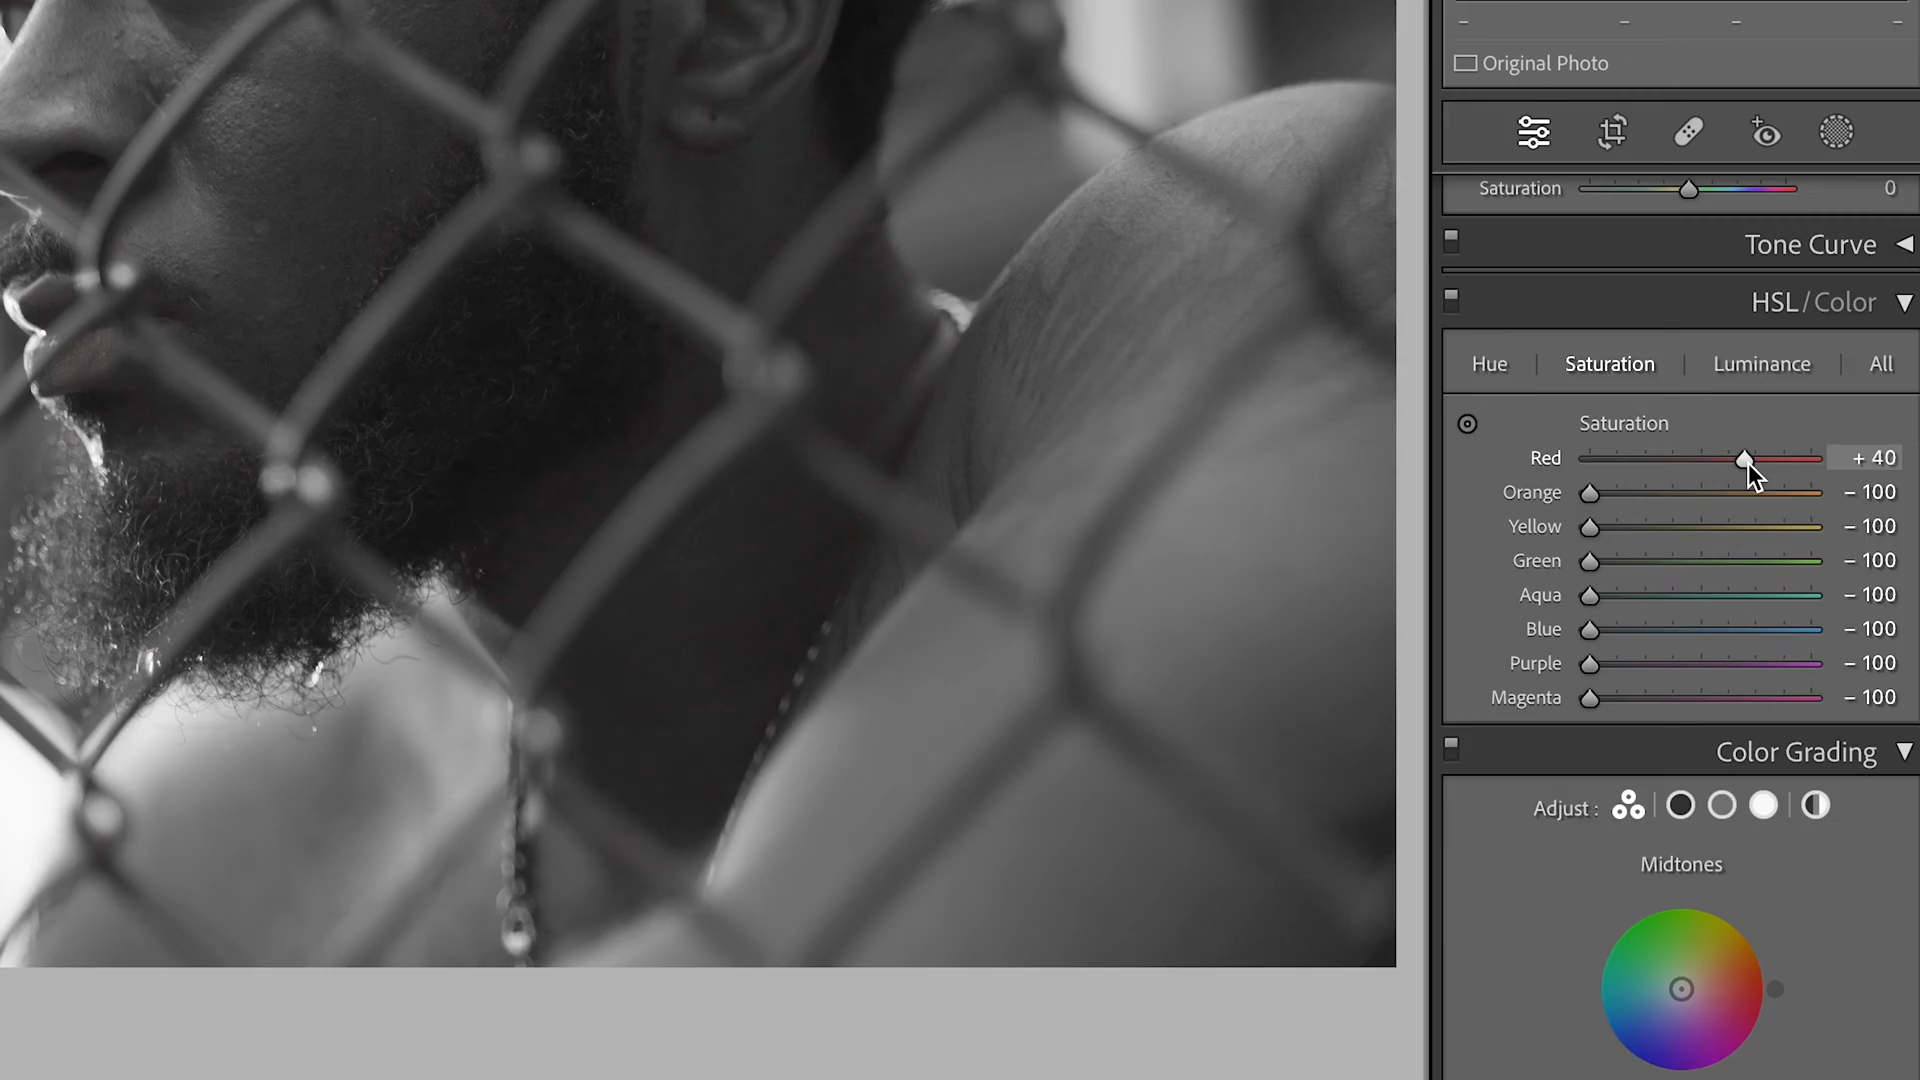 Original Photo
Saturation 0
Tone Curve
HSL / Color
Hue | Saturation | Luminance | All
Saturation
Red + 40
Orange – 100
Yellow – 100
Green – 100
Aqua – 100
Blue – 100
Purple – 100
Magenta – 100
Color Grading
Adjust :
Midtones